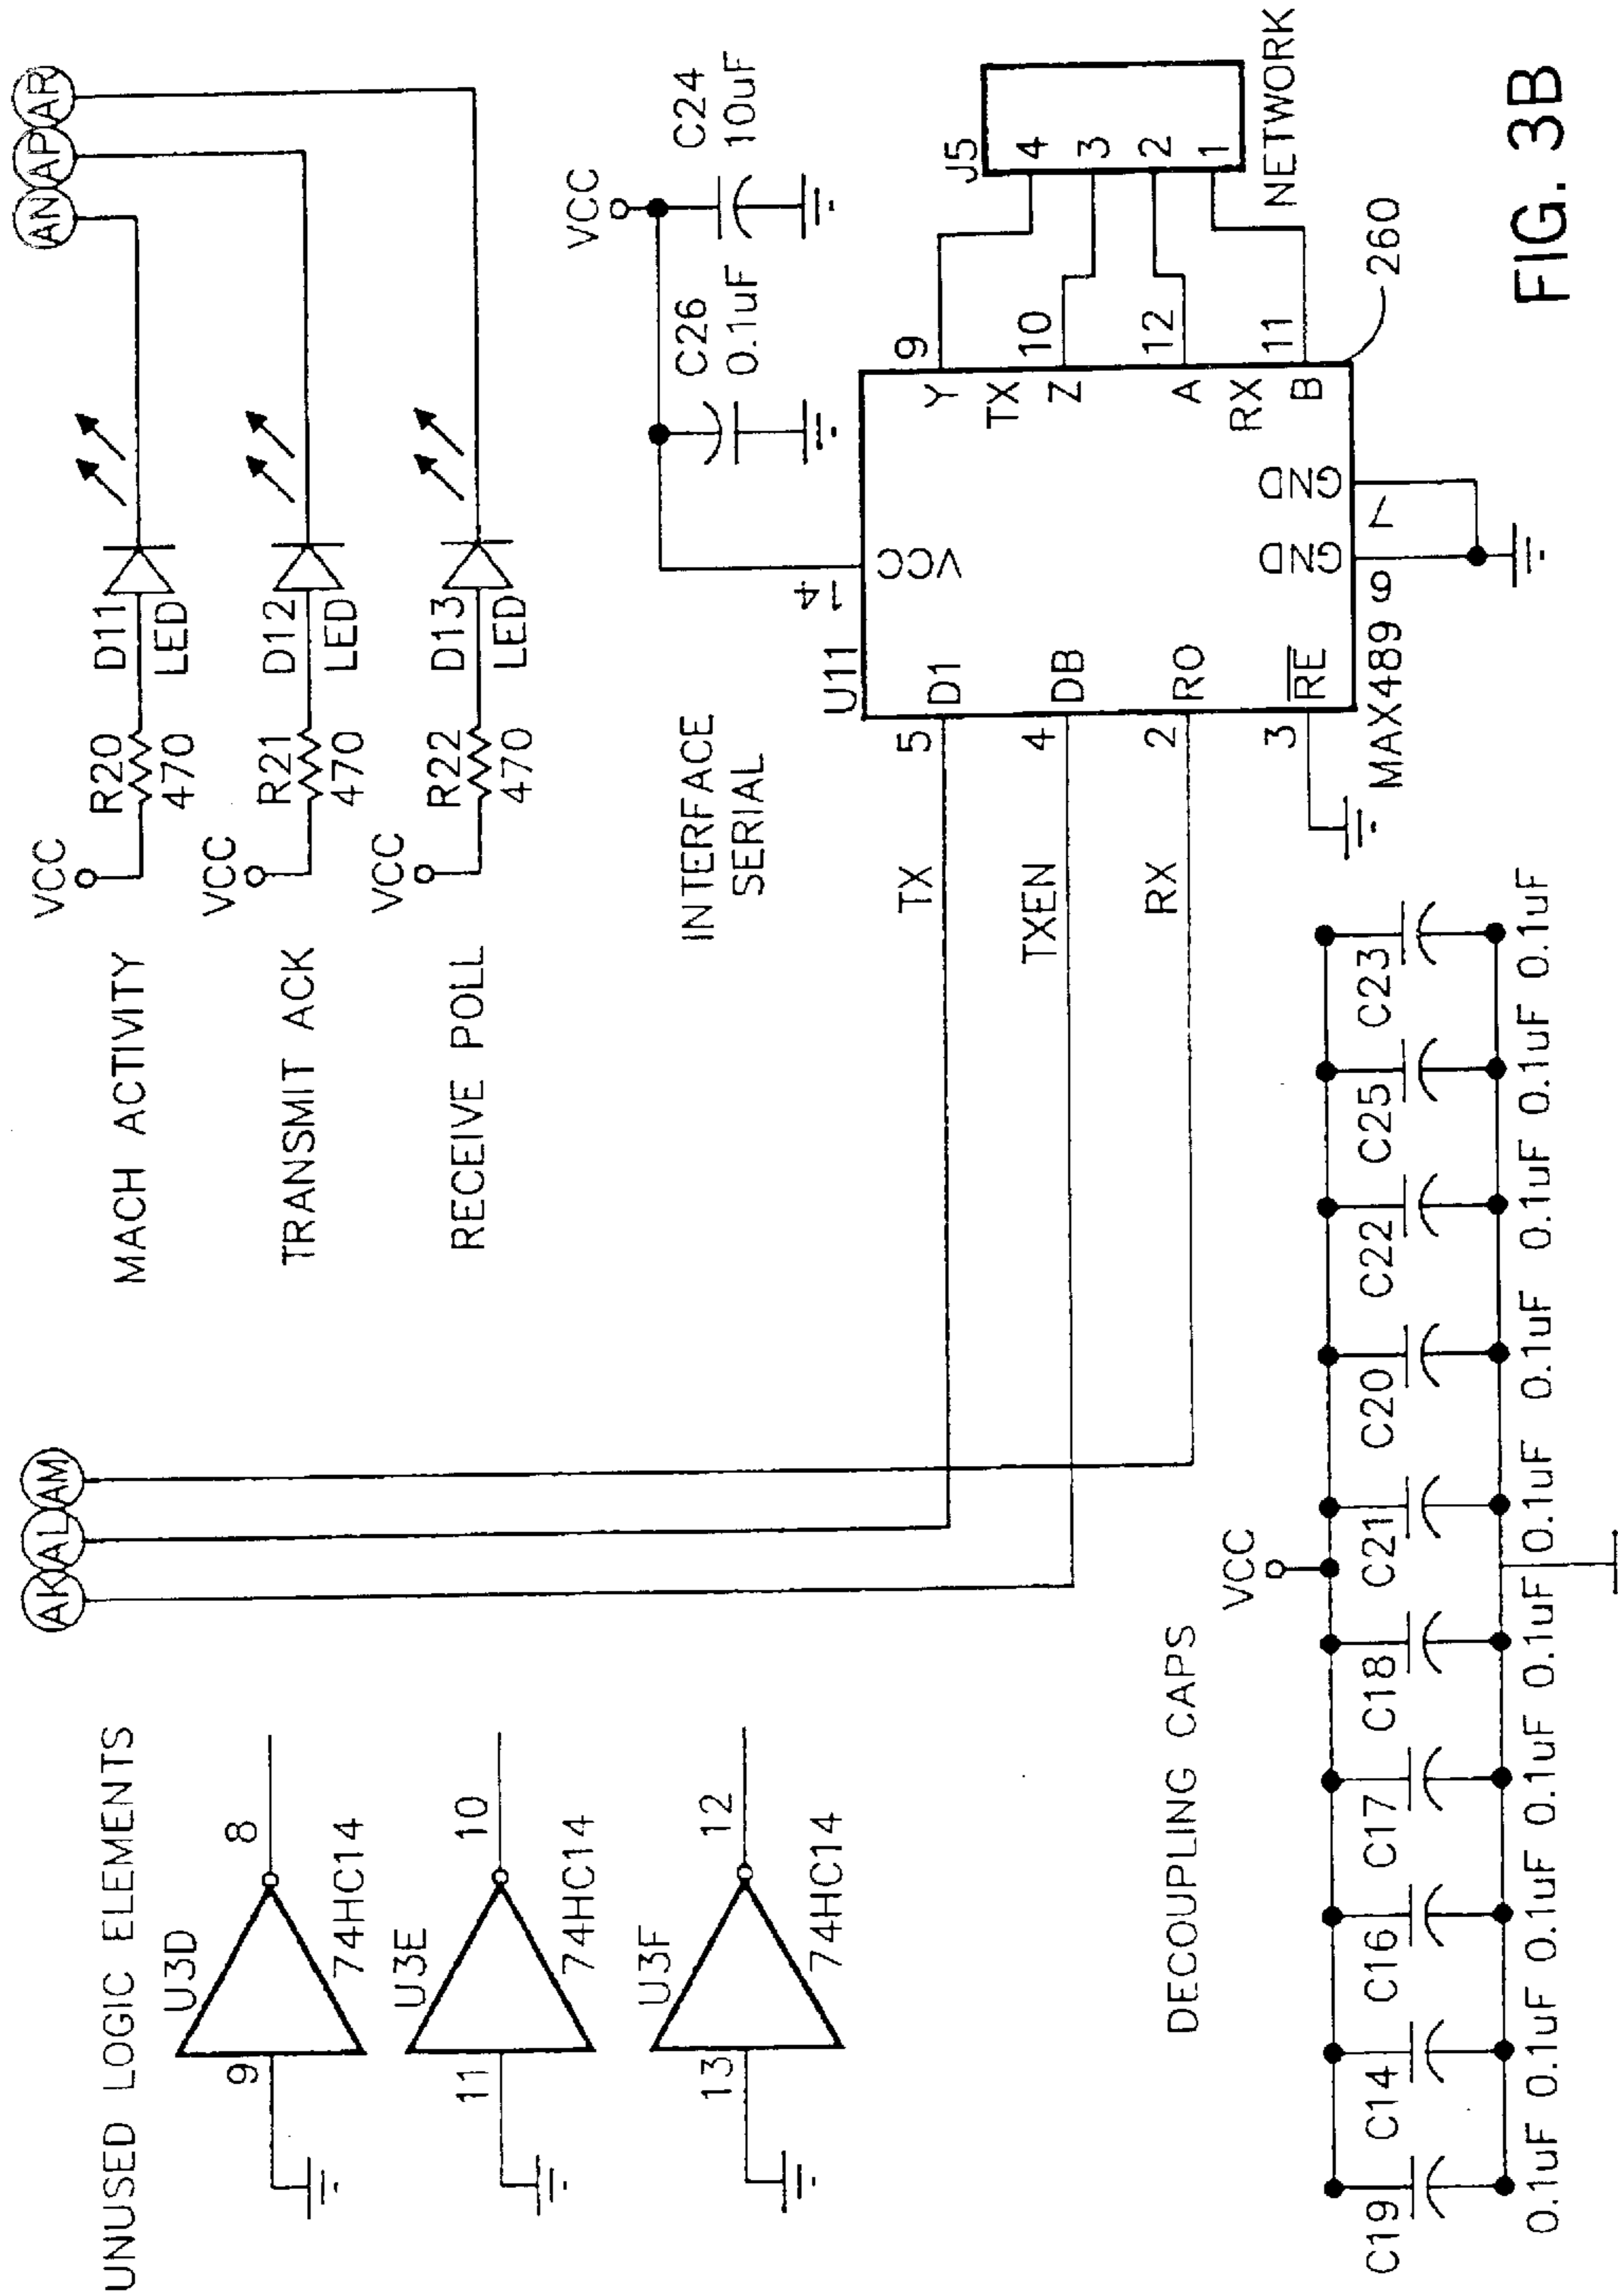 UNUSED LOGIC ELEMENTS
U3D
9
8
74HC14
U3E
11
10
74HC14
U3F
13
12
74HC14
AK
AL
AM
AN
AP
AR
MACH ACTIVITY
VCC
R20
470
D11
LED
TRANSMIT ACK
VCC
R21
470
D12
LED
RECEIVE POLL
VCC
R22
470
D13
LED
INTERFACE
SERIAL
VCC
C26
0.1uF
C24
10uF
TX
TXEN
RX
U11
14
VCC
5
D1
4
DB
2
RO
3
RE
MAX489
6
GND
7
GND
Y
9
TX
Z
10
A
12
RX
B
11
260
J5
4
3
2
1
NETWORK
DECOUPLING CAPS
VCC
C19
C14
C16
C17
C18
C21
C20
C22
C25
C23
0.1uF 0.1uF 0.1uF 0.1uF 0.1uF 0.1uF 0.1uF 0.1uF 0.1uF 0.1uF
FIG. 3B